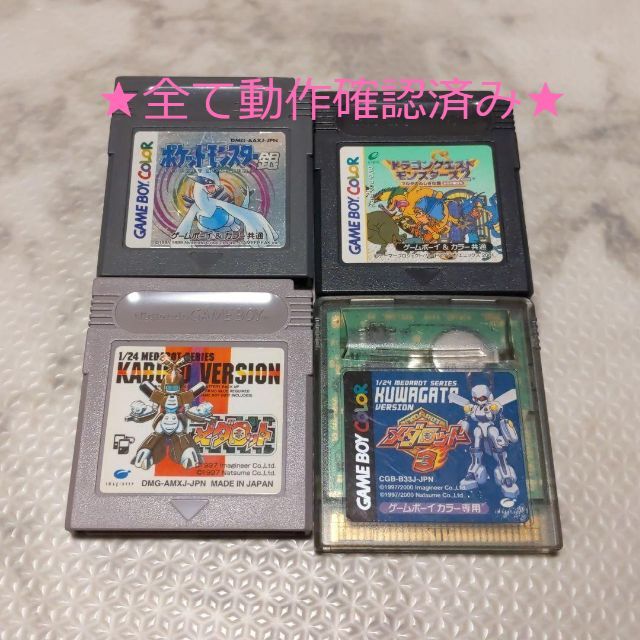 ★全て動作確認済み★
DMG-AAXJ-JPN
GAME BOY COLOR
ポケットモンスター銀
ゲームボーイ & カラー共通
GAME BOY COLOR
ドラゴンクエスト
モンスターズ2
ゲームボーイ & カラー共通
Nintendo GAME BOY
1/24 MEDAROT SERIES
KABUTO VERSION
メダロット
©1997 Imagineer Co.,Ltd.
©1997 Natsume Co.,Ltd.
DMG-AMXJ-JPN MADE IN JAPAN
GAME BOY COLOR
1/24 MEDAROT SERIES
KUWAGATA
VERSION
メダロット
3
CGB-B33J-JPN
©1997/2000 Imagineer Co.,Ltd.
©1997/2000 Natsume Co.,Ltd.
ゲームボーイカラー専用